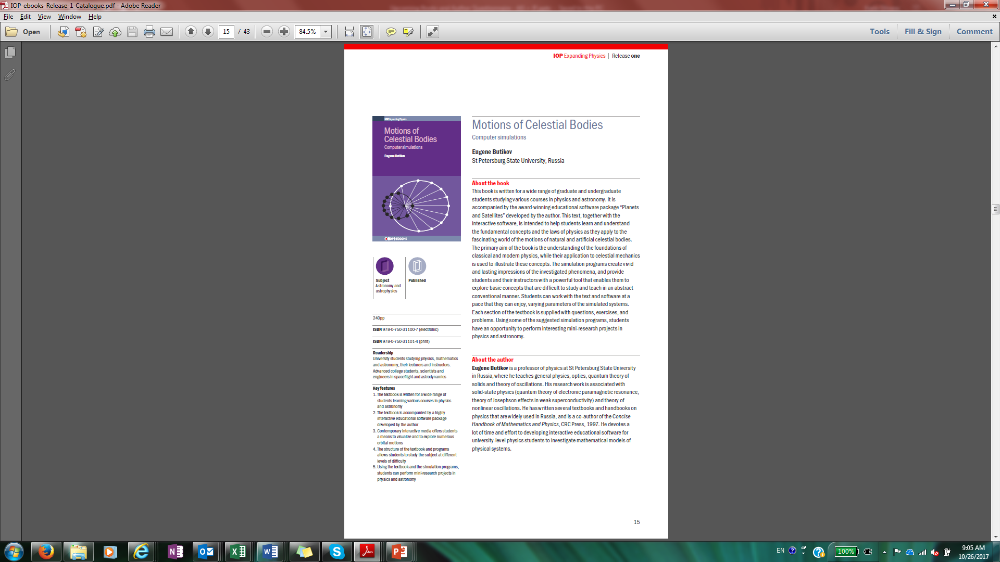 IOP-ebooks-Release-1-Catalogue.pdf - Adobe Reader
File Edit View Window Help
Open
15 / 43
84.5%
Tools
Fill & Sign
Comment
IOP Expanding Physics | Release one
IOP Expanding Physics
Motions of
Celestial Bodies
Computer simulations
Eugene Butikov
IOP | ebooks
Subject
Astronomy and
astrophysics
Published
240pp
ISBN 978-0-750-31100-7 (electronic)
ISBN 978-0-750-31101-4 (print)
Readership
University students studying physics, mathematics
and astronomy, their lecturers and instructors.
Advanced college students, scientists and
engineers in spaceflight and astrodynamics
Key features
1. The textbook is written for a wide range of
students learning various courses in physics
and astronomy
2. The textbook is accompanied by a highly
interactive educational software package
developed by the author
3. Contemporary interactive media offers students
a means to visualize and to explore numerous
orbital motions
4. The structure of the textbook and programs
allows students to study the subject at different
levels of difficulty
5. Using the textbook and the simulation programs,
students can perform mini-research projects in
physics and astronomy
Motions of Celestial Bodies
Computer simulations
Eugene Butikov
St Petersburg State University, Russia
About the book
This book is written for a wide range of graduate and undergraduate
students studying various courses in physics and astronomy. It is
accompanied by the award-winning educational software package “Planets
and Satellites” developed by the author. This text, together with the
interactive software, is intended to help students learn and understand
the fundamental concepts and the laws of physics as they apply to the
fascinating world of the motions of natural and artificial celestial bodies.
The primary aim of the book is the understanding of the foundations of
classical and modern physics, while their application to celestial mechanics
is used to illustrate these concepts. The simulation programs create vivid
and lasting impressions of the investigated phenomena, and provide
students and their instructors with a powerful tool that enables them to
explore basic concepts that are difficult to study and teach in an abstract
conventional manner. Students can work with the text and software at a
pace that they can enjoy, varying parameters of the simulated systems.
Each section of the textbook is supplied with questions, exercises, and
problems. Using some of the suggested simulation programs, students
have an opportunity to perform interesting mini-research projects in
physics and astronomy.
About the author
Eugene Butikov is a professor of physics at St Petersburg State University
in Russia, where he teaches general physics, optics, quantum theory of
solids and theory of oscillations. His research work is associated with
solid-state physics (quantum theory of electronic paramagnetic resonance,
theory of Josephson effects in weak superconductivity) and theory of
nonlinear oscillations. He has written several textbooks and handbooks on
physics that are widely used in Russia, and is a co-author of the Concise
Handbook of Mathematics and Physics, CRC Press, 1997. He devotes a
lot of time and effort to developing interactive educational software for
university-level physics students to investigate mathematical models of
physical systems.
15
EN
100%
9:05 AM
10/26/2017